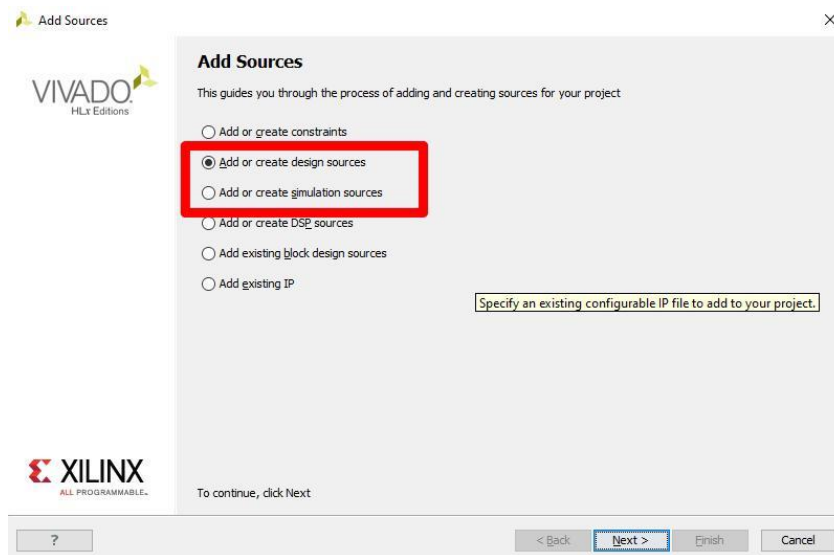 Add Sources
VIVADO
HLx Editions
Add Sources
This guides you through the process of adding and creating sources for your project
Add or create constraints
Add or create design sources
Add or create simulation sources
Add or create DSP sources
Add existing block design sources
Add existing IP
Specify an existing configurable IP file to add to your project.
XILINX
ALL PROGRAMMABLE.
To continue, click Next
?
< Back
Next >
Finish
Cancel